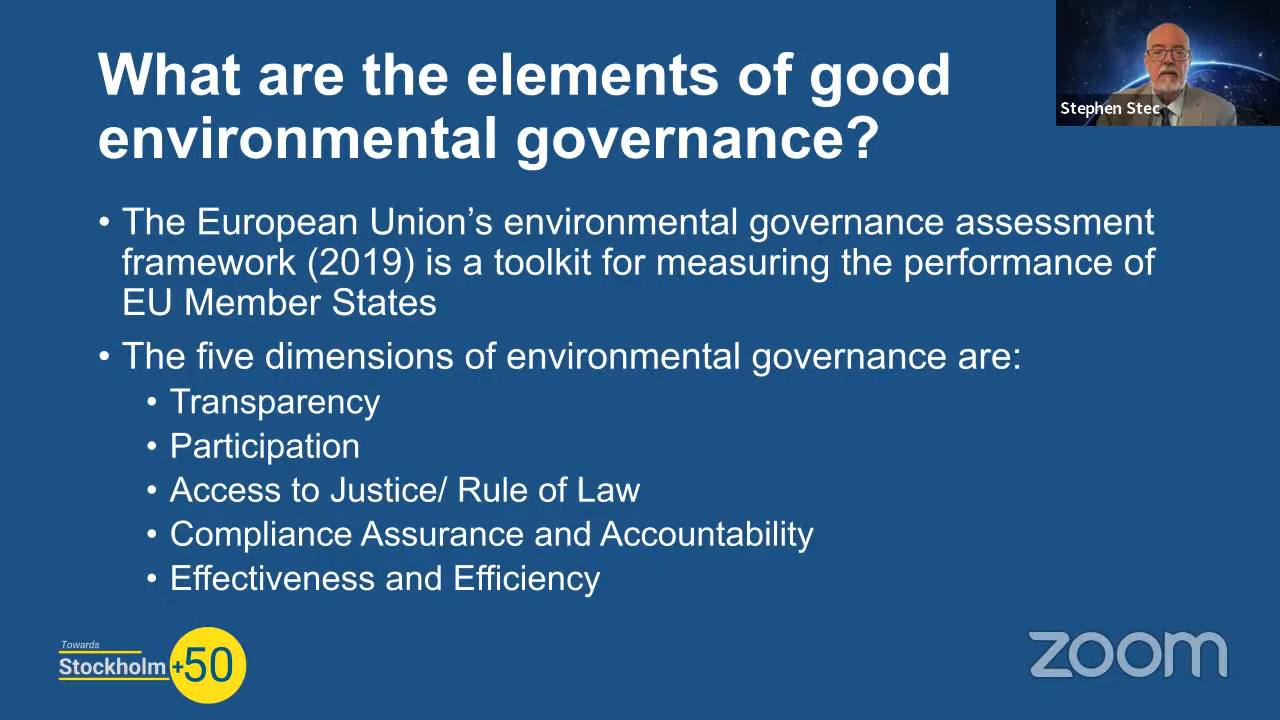 What are the elements of good
environmental governance?
Stephen Stec
• The European Union’s environmental governance assessment
framework (2019) is a toolkit for measuring the performance of
EU Member States
• The five dimensions of environmental governance are:
• Transparency
• Participation
• Access to Justice/ Rule of Law
• Compliance Assurance and Accountability
• Effectiveness and Efficiency
Towards
Stockholm +50
zoom